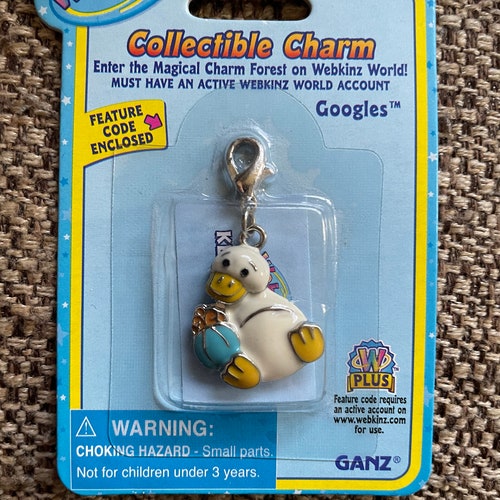 Collectible Charm
Enter the Magical Charm Forest on Webkinz World!
MUST HAVE AN ACTIVE WEBKINZ WORLD ACCOUNT
Googles™
FEATURE
CODE
ENCLOSED
W
PLUS
Feature code requires
an active account on
www.webkinz.com
for use.
WARNING:
CHOKING HAZARD - Small parts.
Not for children under 3 years.
GANZ®